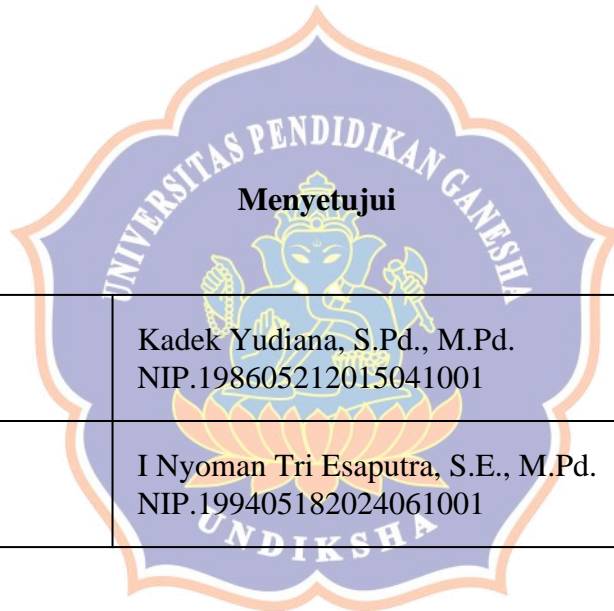 UNIVERSITAS PENDIDIKAN GANESHA
Menyetujui
Kadek Yudiana, S.Pd., M.Pd.
NIP.198605212015041001
I Nyoman Tri Esaputra, S.E., M.Pd.
NIP.199405182024061001
UNDIKSHA